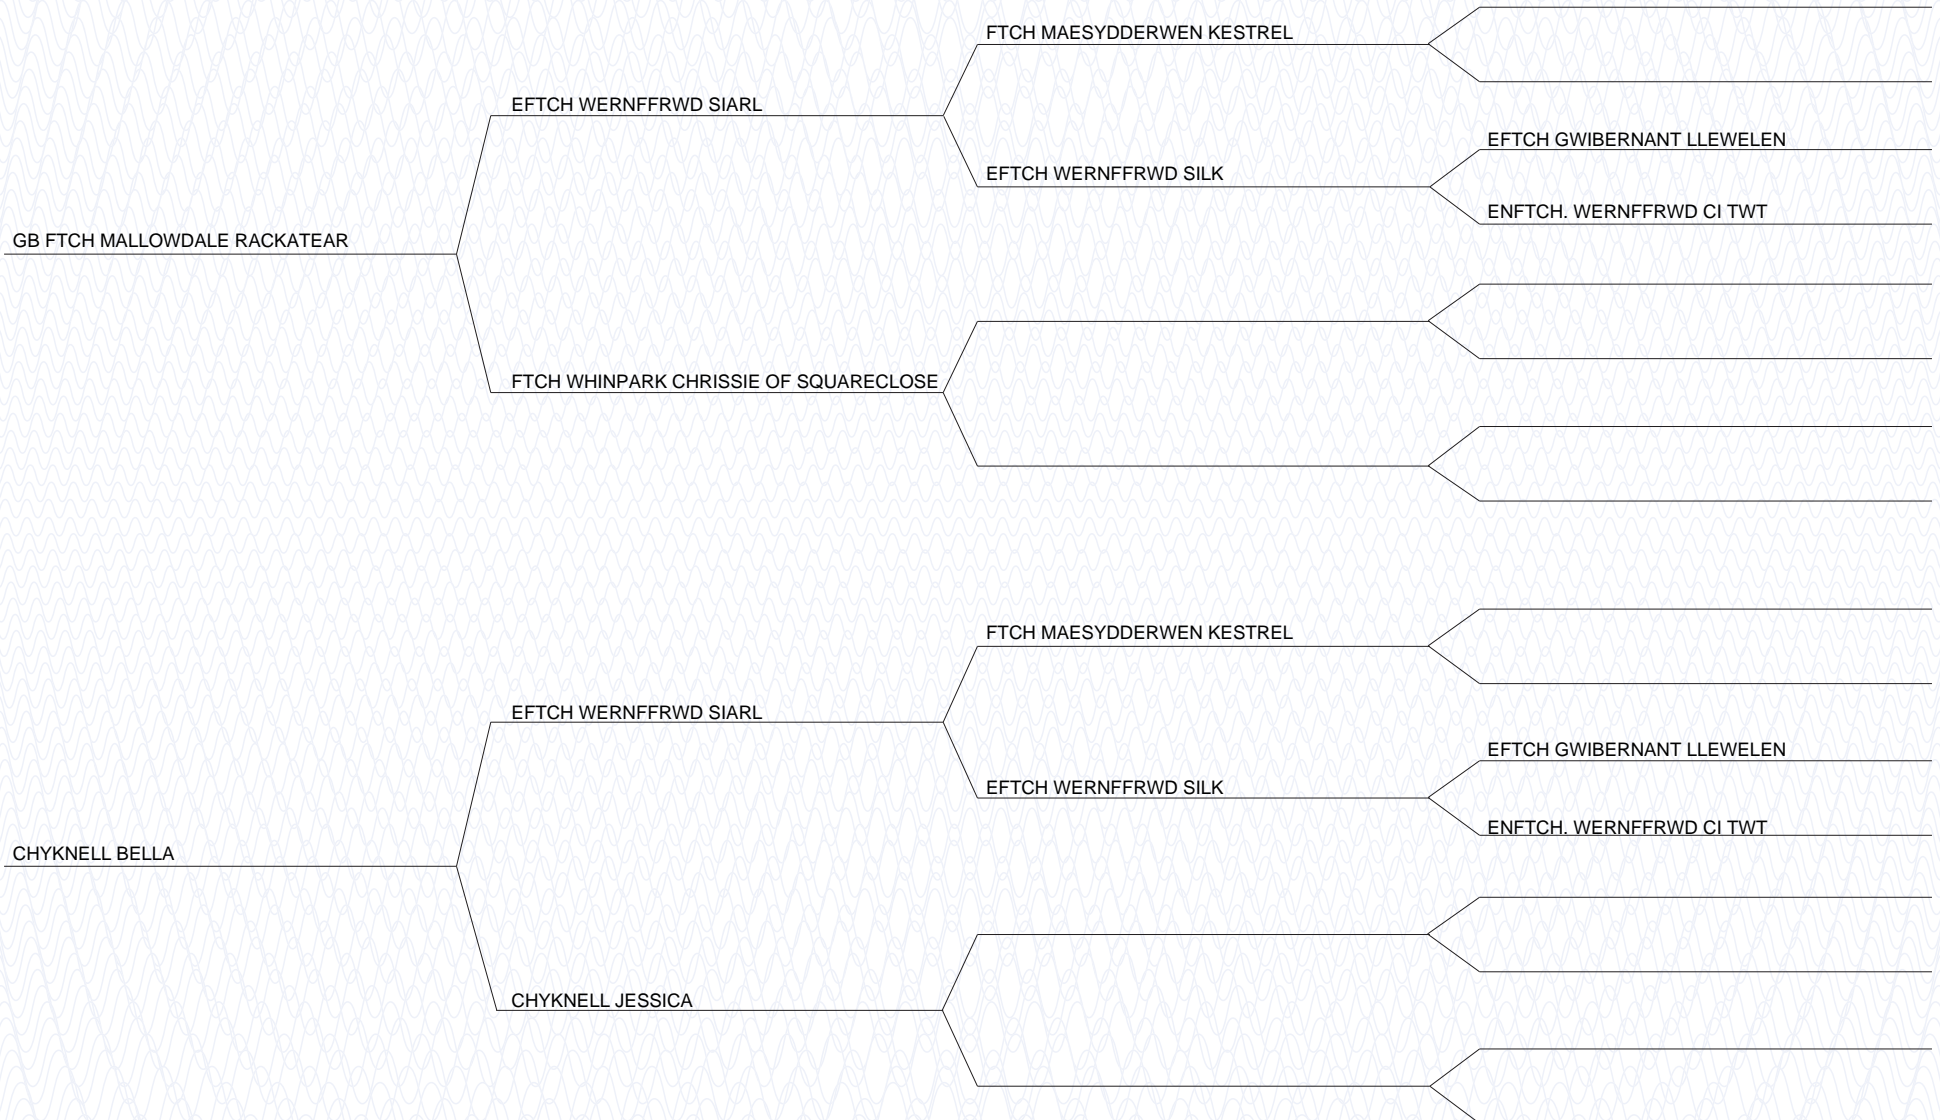 FTCH MAESYDDERWEN KESTREL
EFTCH WERNFFRWD SIARL
EFTCH GWIBERNANT LLEWELEN
EFTCH WERNFFRWD SILK
ENFTCH. WERNFFRWD CI TWT
GB FTCH MALLOWDALE RACKATEAR
FTCH WHINPARK CHRISSIE OF SQUARECLOSE
FTCH MAESYDDERWEN KESTREL
EFTCH WERNFFRWD SIARL
EFTCH GWIBERNANT LLEWELEN
EFTCH WERNFFRWD SILK
ENFTCH. WERNFFRWD CI TWT
CHYKNELL BELLA
CHYKNELL JESSICA